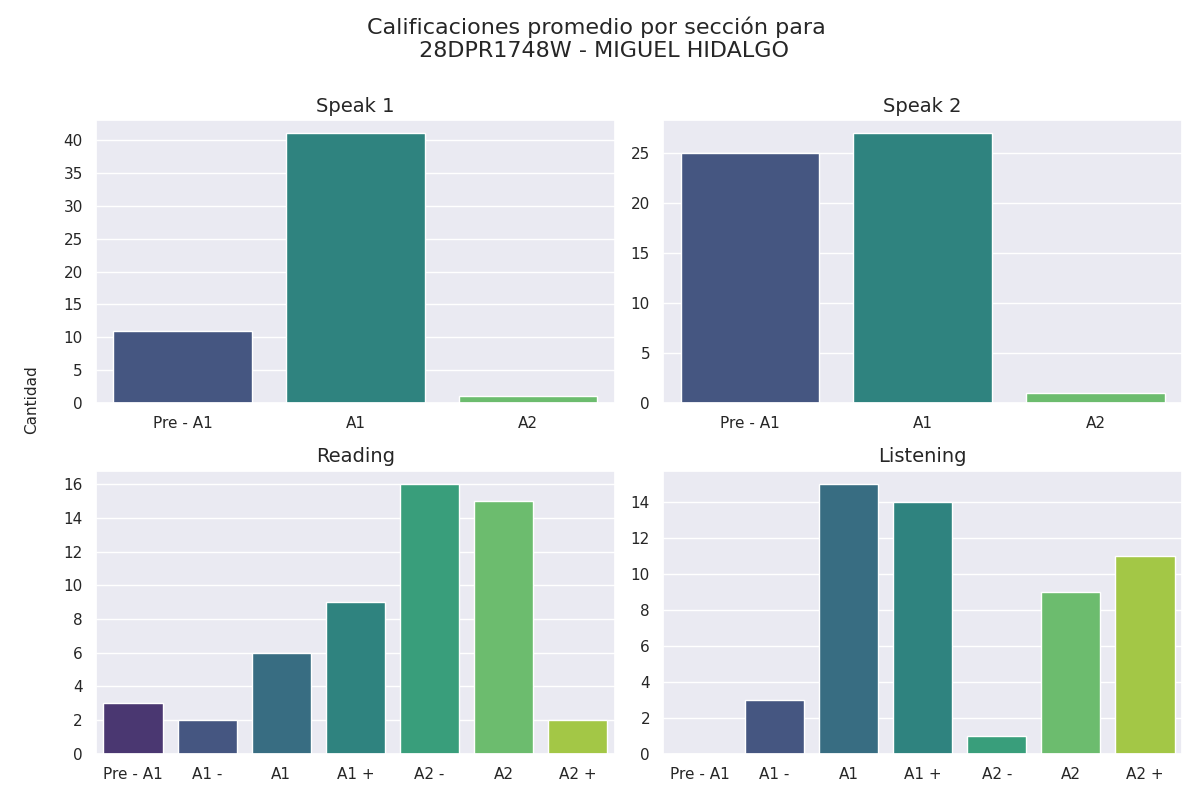 Calificaciones promedio por sección para
28DPR1748W - MIGUEL HIDALGO
Cantidad
Speak 1
40
35
30
25
20
15
10
5
0
Pre - A1 A1 A2
Speak 2
25
20
15
10
5
0
Pre - A1 A1 A2
Reading
16
14
12
10
8
6
4
2
0
Pre - A1 A1 - A1 A1 + A2 - A2 A2 +
Listening
14
12
10
8
6
4
2
0
Pre - A1 A1 - A1 A1 + A2 - A2 A2 +